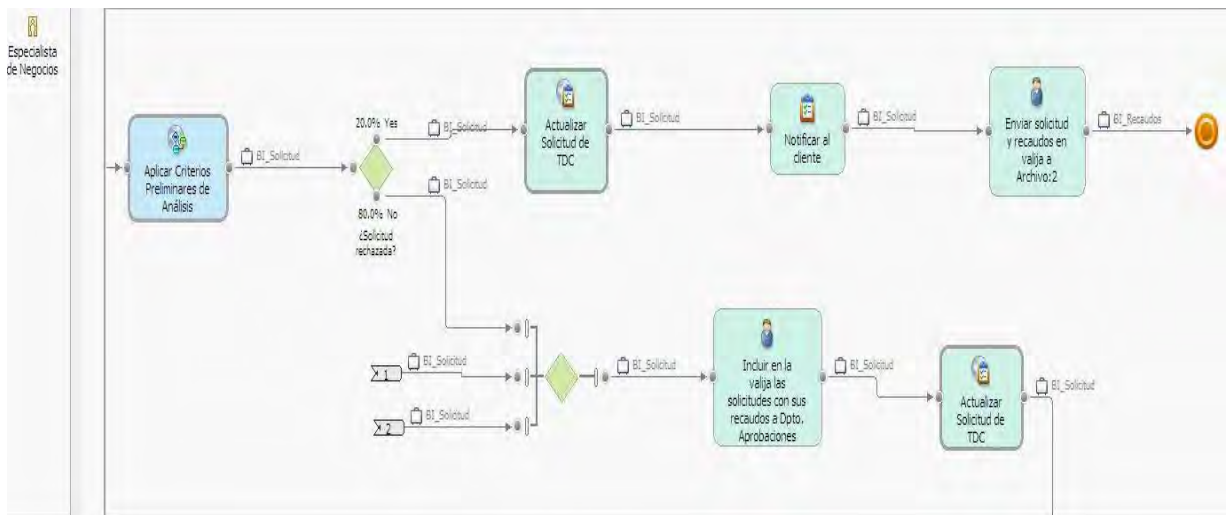 Especialista
de Negocios
Aplicar Criterios
Preliminares de
Análisis
BI_Solicitud
20.0% Yes
80.0% No
¿Solicitud
rechazada?
BI_Solicitud
BI_Solicitud
Actualizar
Solicitud de
TDC
BI_Solicitud
Notificar al
cliente
BI_Solicitud
Enviar solicitud
y recaudos en
valija a
Archivo:2
BI_Recaudos
1
BI_Solicitud
2
BI_Solicitud
BI_Solicitud
Incluir en la
valija las
solicitudes con sus
recaudos a Dpto.
Aprobaciones
BI_Solicitud
Actualizar
Solicitud de
TDC
BI_Solicitud